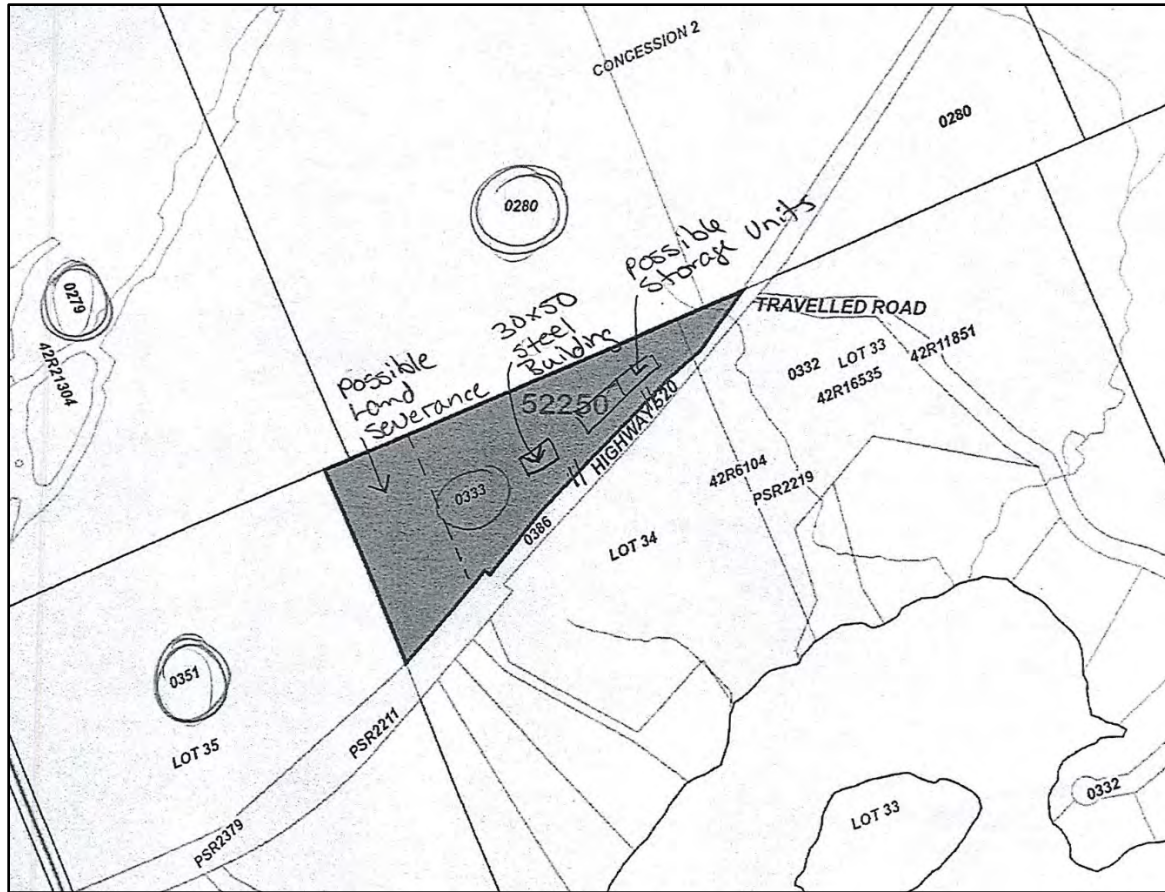 CONCESSION 2
0280
0280
0279
42R21304
Possible
Storage Units
30x50
Steel
Building
Possible
Land
Severance
TRAVELLED ROAD
52250
0332 LOT 33 42R11851
42R16535
HIGHWAY 520
0333
42R6104
PSR2219
0386
LOT 34
0351
LOT 35
PSR2211
PSR2379
LOT 33
0332